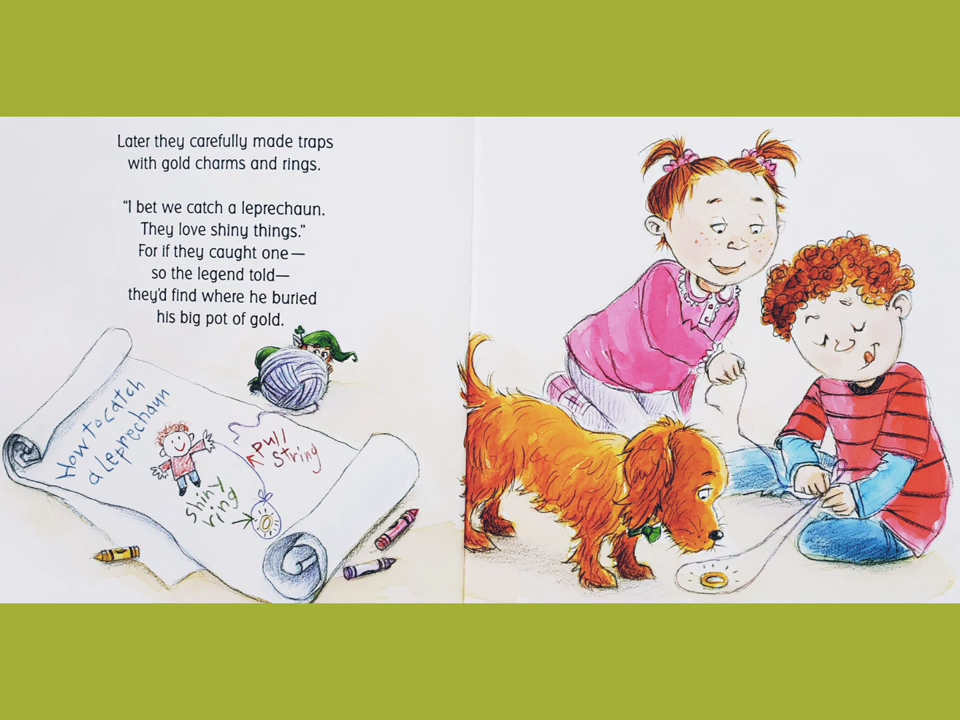 Later they carefully made traps
with gold charms and rings.
“I bet we catch a leprechaun.
They love shiny things.”
For if they caught one—
so the legend told—
they’d find where he buried
his big pot of gold.
How to catch
a Leprechaun
Pull
string
shiny
ring